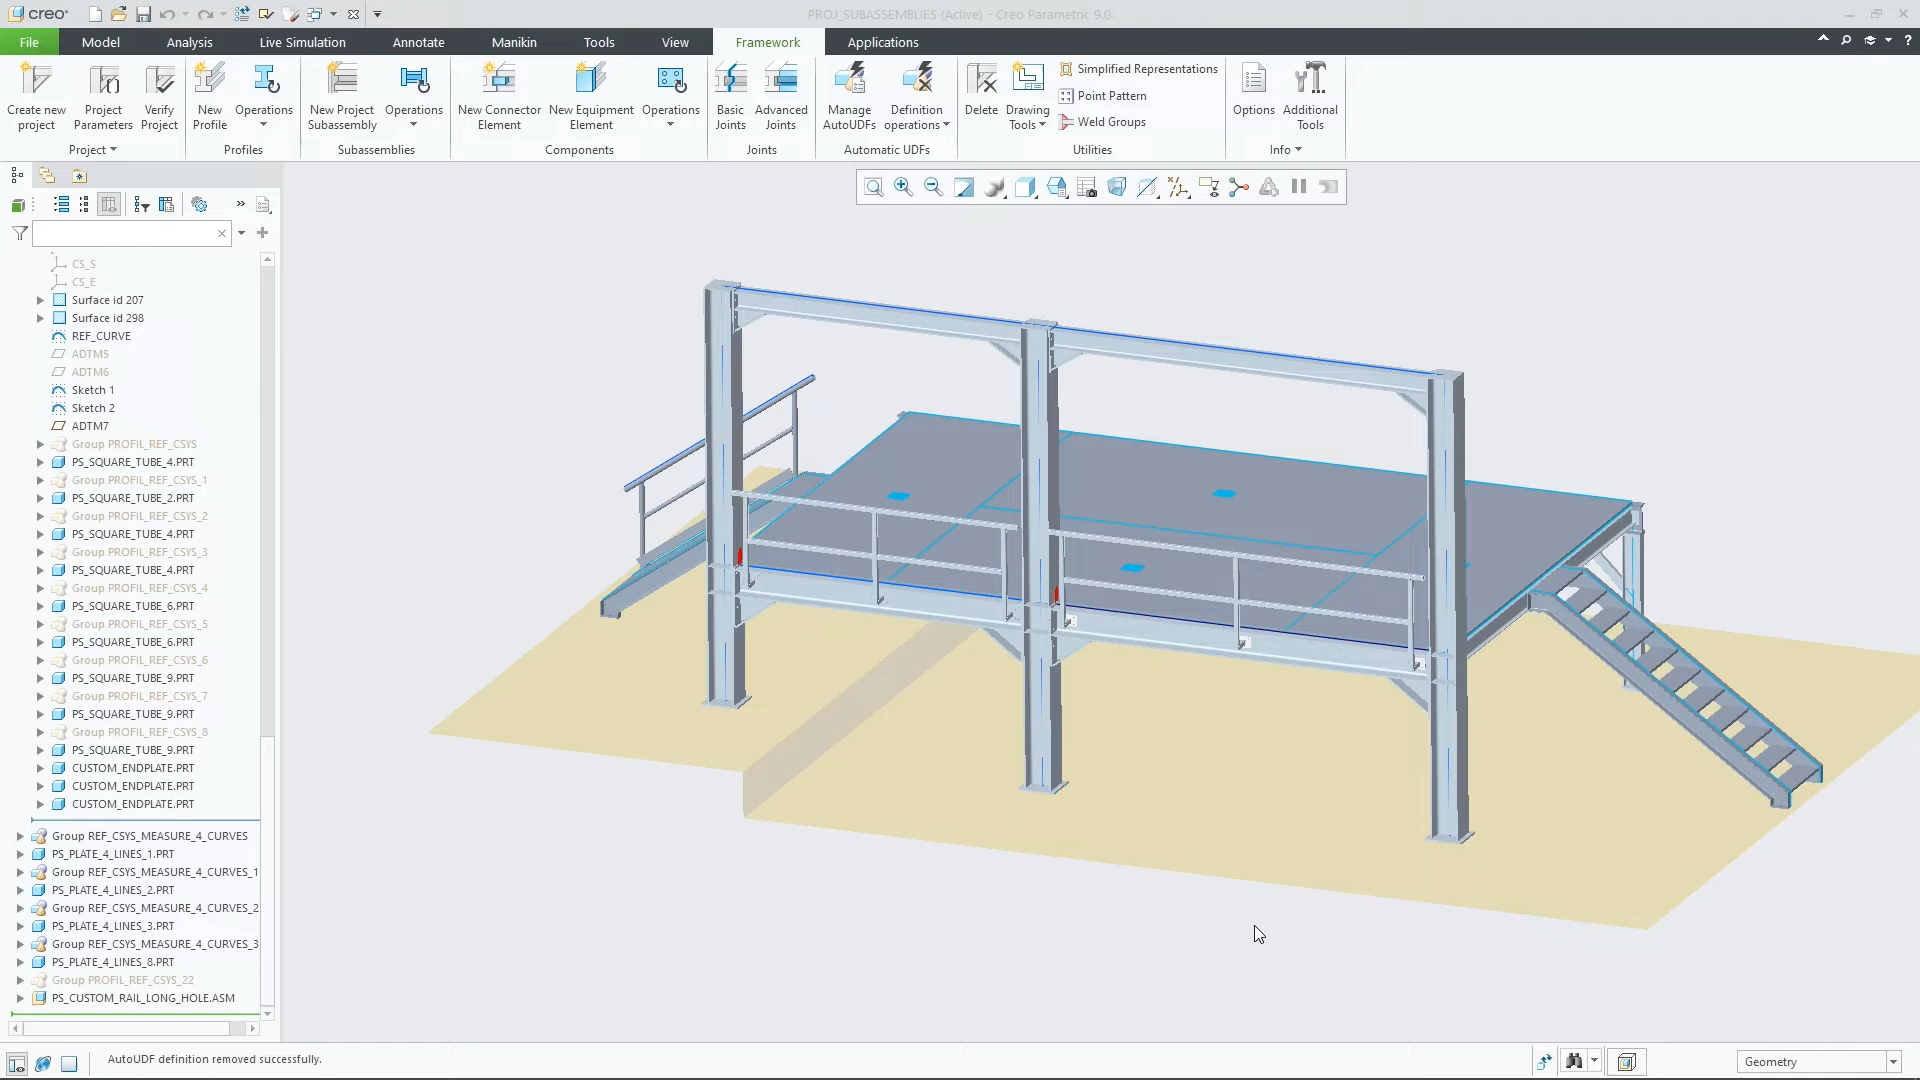 creo
PROJ_SUBASSEMBLIES (Active) - Creo Parametric 9.0
File
Model
Analysis
Live Simulation
Annotate
Manikin
Tools
View
Framework
Applications
?
Create new project
Project Parameters
Verify Project
New Profile
Operations
New Project Subassembly
Operations
New Connector Element
New Equipment Element
Operations
Basic Joints
Advanced Joints
Manage AutoUDFs
Definition operations
Delete
Drawing Tools
Simplified Representations
Point Pattern
Weld Groups
Options
Additional Tools
Project
Profiles
Subassemblies
Components
Joints
Automatic UDFs
Utilities
Info
CS_S
CS_E
Surface id 207
Surface id 298
REF_CURVE
ADTM5
ADTM6
Sketch 1
Sketch 2
ADTM7
Group PROFIL_REF_CSYS
PS_SQUARE_TUBE_4.PRT
Group PROFIL_REF_CSYS_1
PS_SQUARE_TUBE_2.PRT
Group PROFIL_REF_CSYS_2
PS_SQUARE_TUBE_4.PRT
Group PROFIL_REF_CSYS_3
PS_SQUARE_TUBE_4.PRT
Group PROFIL_REF_CSYS_4
PS_SQUARE_TUBE_6.PRT
Group PROFIL_REF_CSYS_5
PS_SQUARE_TUBE_6.PRT
Group PROFIL_REF_CSYS_6
PS_SQUARE_TUBE_9.PRT
Group PROFIL_REF_CSYS_7
PS_SQUARE_TUBE_9.PRT
Group PROFIL_REF_CSYS_8
PS_SQUARE_TUBE_9.PRT
CUSTOM_ENDPLATE.PRT
CUSTOM_ENDPLATE.PRT
CUSTOM_ENDPLATE.PRT
Group REF_CSYS_MEASURE_4_CURVES
PS_PLATE_4_LINES_1.PRT
Group REF_CSYS_MEASURE_4_CURVES_1
PS_PLATE_4_LINES_2.PRT
Group REF_CSYS_MEASURE_4_CURVES_2
PS_PLATE_4_LINES_3.PRT
Group REF_CSYS_MEASURE_4_CURVES_3
PS_PLATE_4_LINES_8.PRT
Group PROFIL_REF_CSYS_22
PS_CUSTOM_RAIL_LONG_HOLE.ASM
AutoUDF definition removed successfully.
Geometry